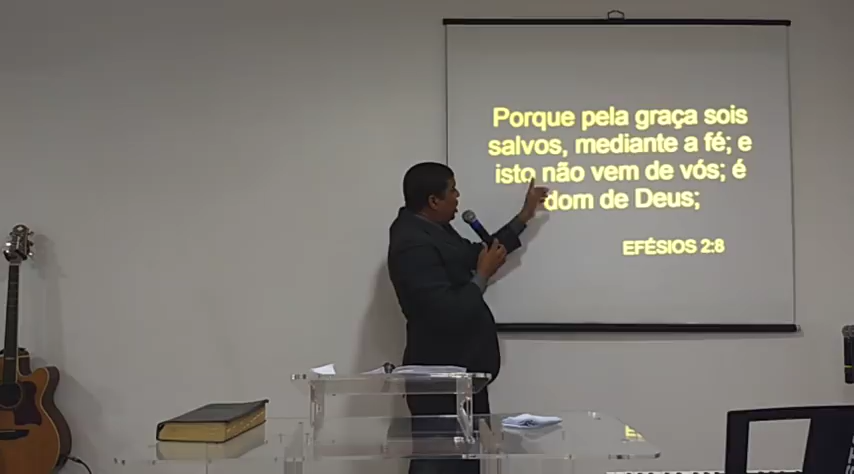 Porque pela graça sois
salvos, mediante a fé; e
isto não vem de vós; é
dom de Deus;
EFÉSIOS 2:8